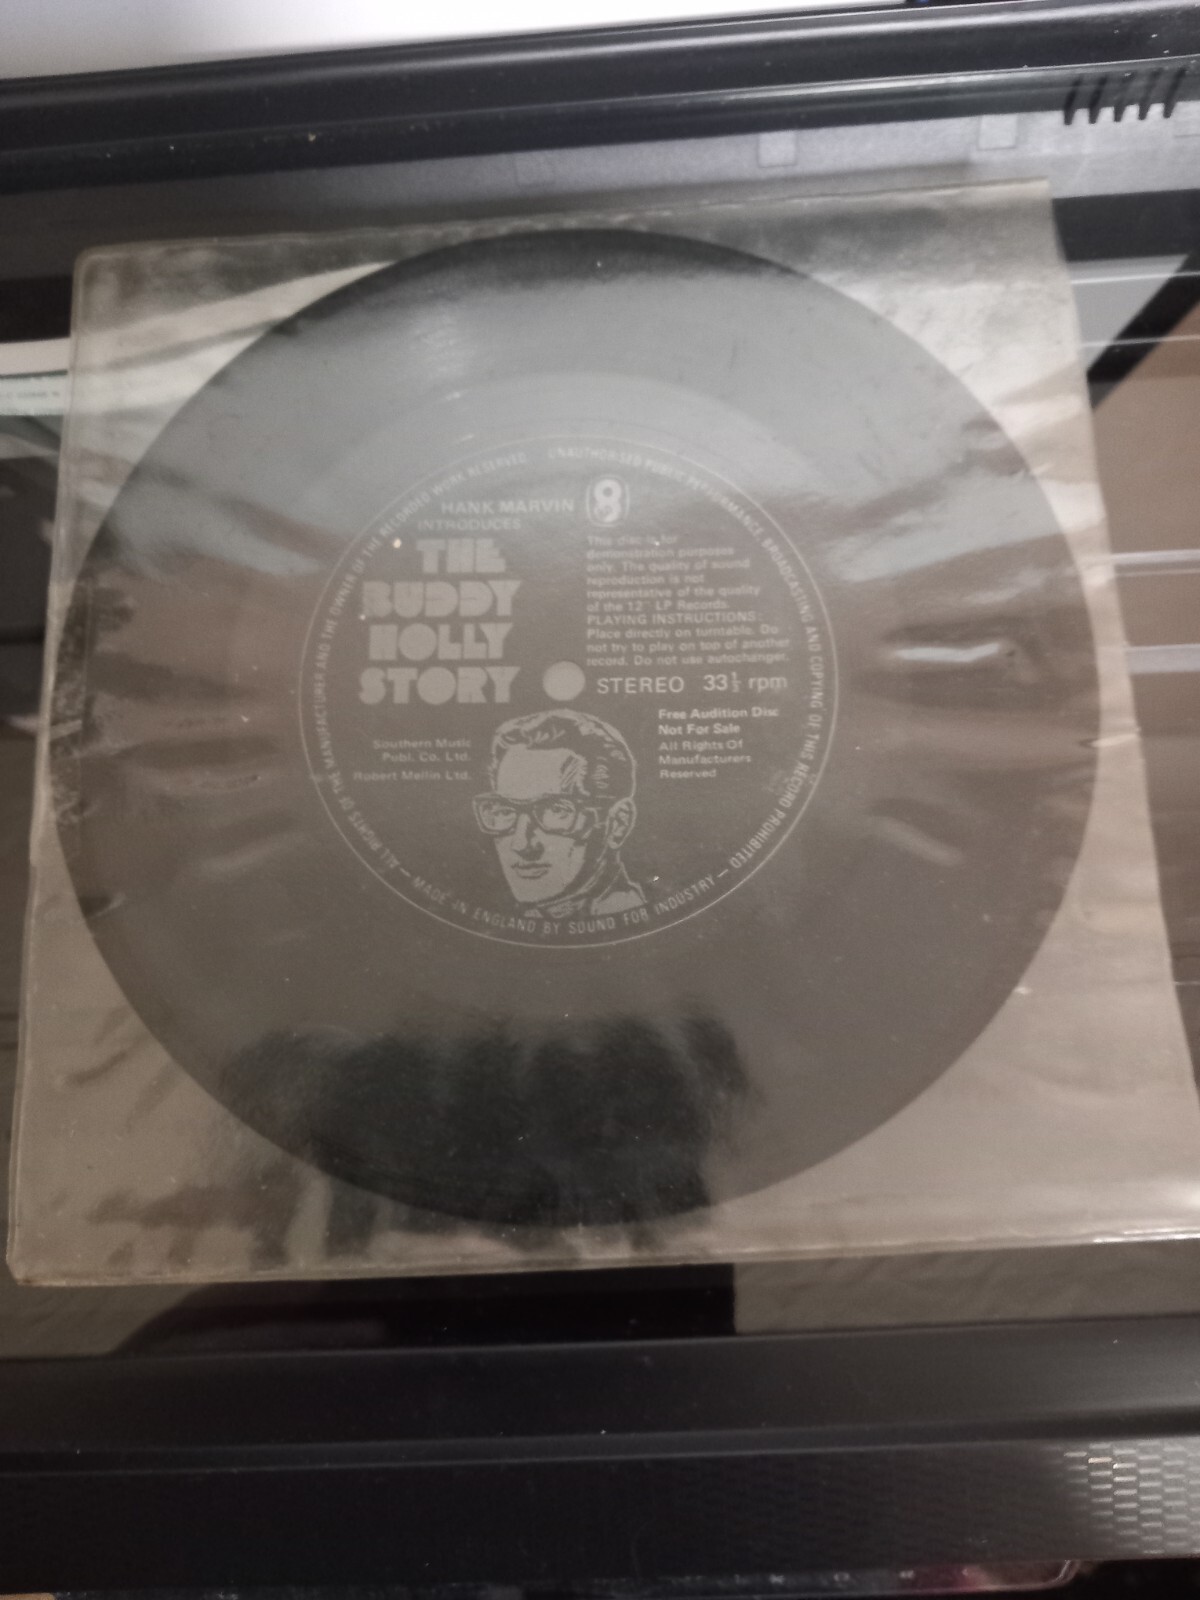 HANK MARVIN
INTRODUCES
THE
BUDDY
HOLLY
STORY
8
This disc is for
demonstration purposes
only. The quality of sound
reproduction is not
representative of the quality
of the 12" LP Records.
PLAYING INSTRUCTIONS:
Place directly on turntable. Do
not try to play on top of another
record. Do not use autochanger.
STEREO 33⅓ rpm
Free Audition Disc
Not For Sale
All Rights Of
Manufacturers
Reserved
Southern Music
Publ. Co. Ltd.
Robert Mellin Ltd.
ALL RIGHTS OF THE MANUFACTURER AND THE OWNER OF THE RECORDED WORK RESERVED. UNAUTHORISED PUBLIC PERFORMANCE, BROADCASTING AND COPYING OF THIS RECORD PROHIBITED
— MADE IN ENGLAND BY SOUND FOR INDUSTRY —